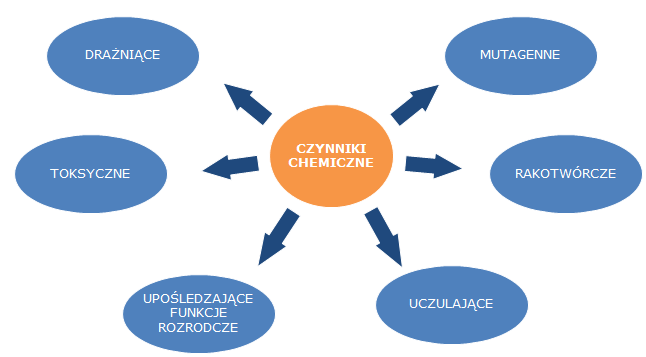 DRAŻNIĄCE
MUTAGENNE
CZYNNIKI
CHEMICZNE
TOKSYCZNE
RAKOTWÓRCZE
UPOŚLEDZAJĄCE
FUNKCJE
ROZRODCZE
UCZULAJĄCE